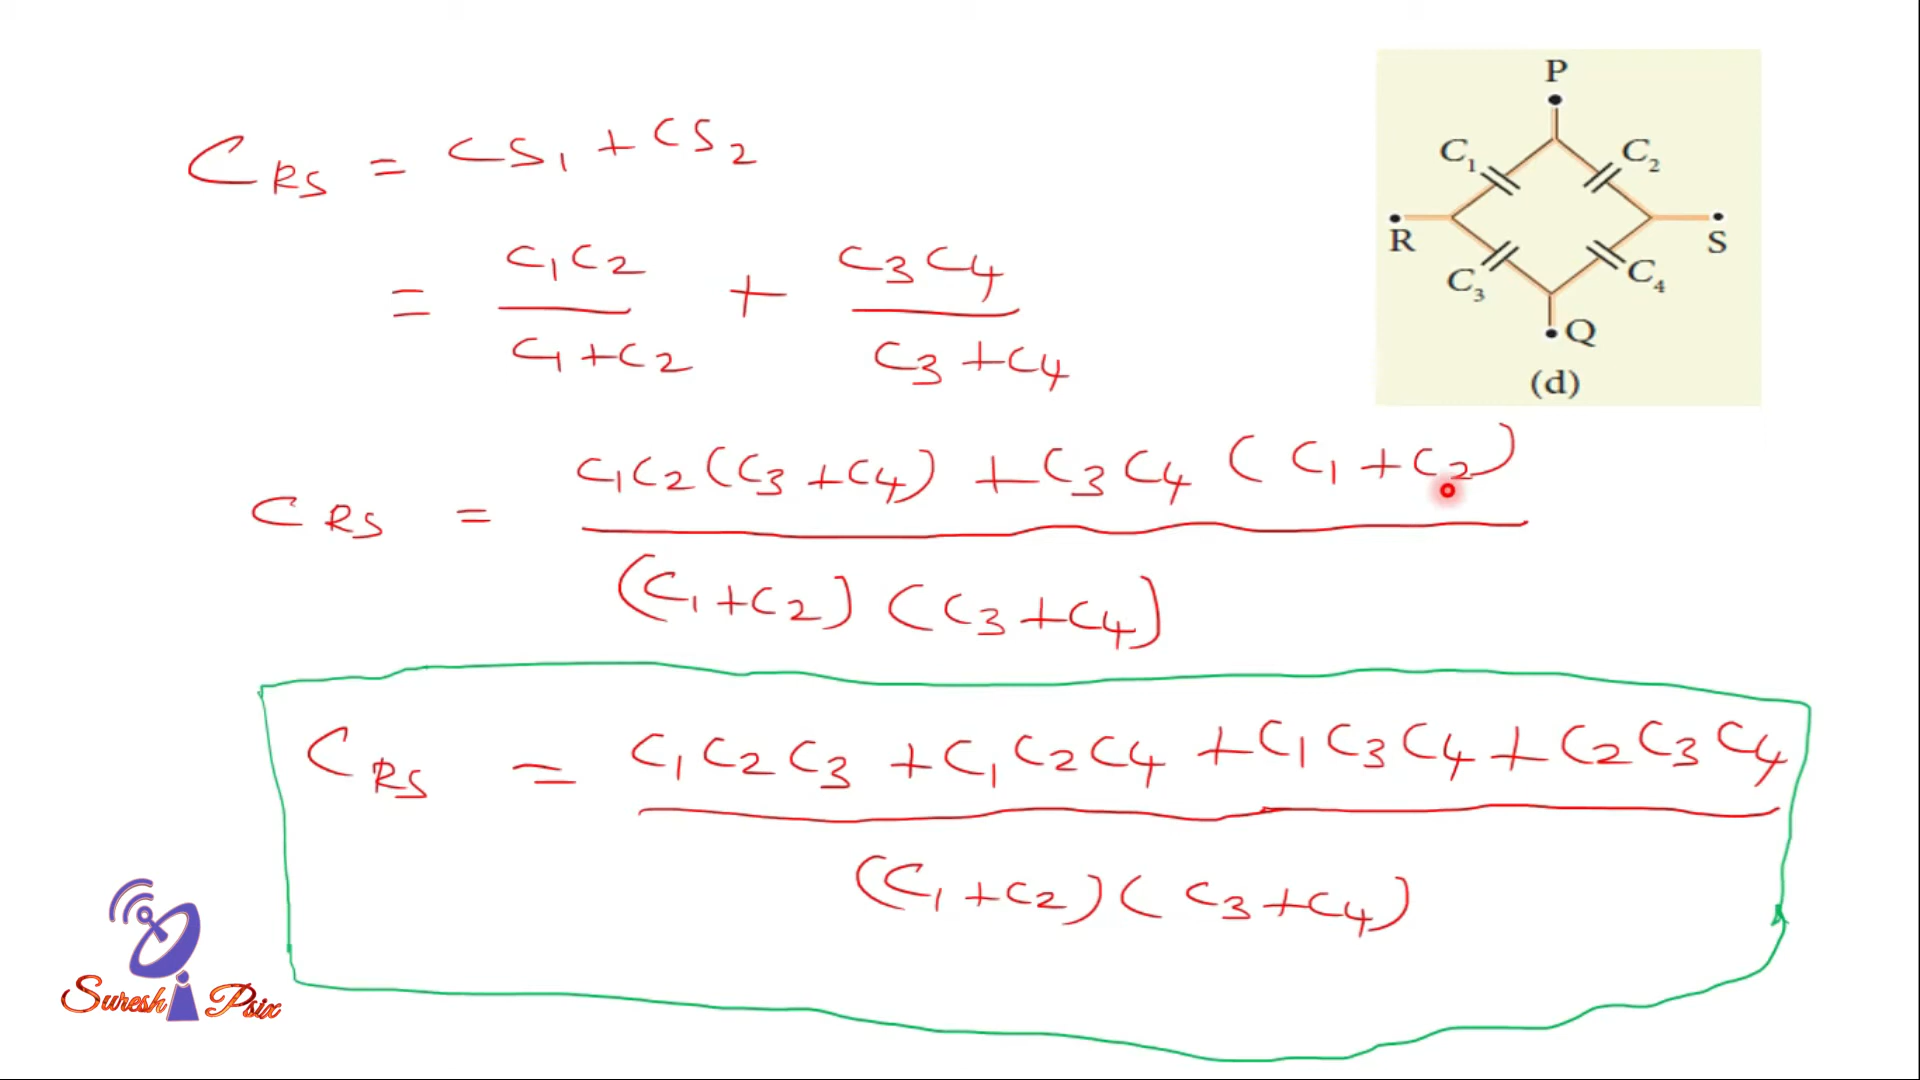 C_RS = CS₁ + CS₂
= C₁C₂ / C₁+C₂ + C₃C₄ / C₃+C₄
C_RS = C₁C₂(C₃+C₄) + C₃C₄ (C₁+C₂) / (C₁+C₂) (C₃+C₄)
C_RS = C₁C₂C₃ + C₁C₂C₄ + C₁C₃C₄ + C₂C₃C₄ / (C₁+C₂) (C₃+C₄)
P
C₁ C₂
R S
C₃ C₄
Q
(d)
Suresh Psix